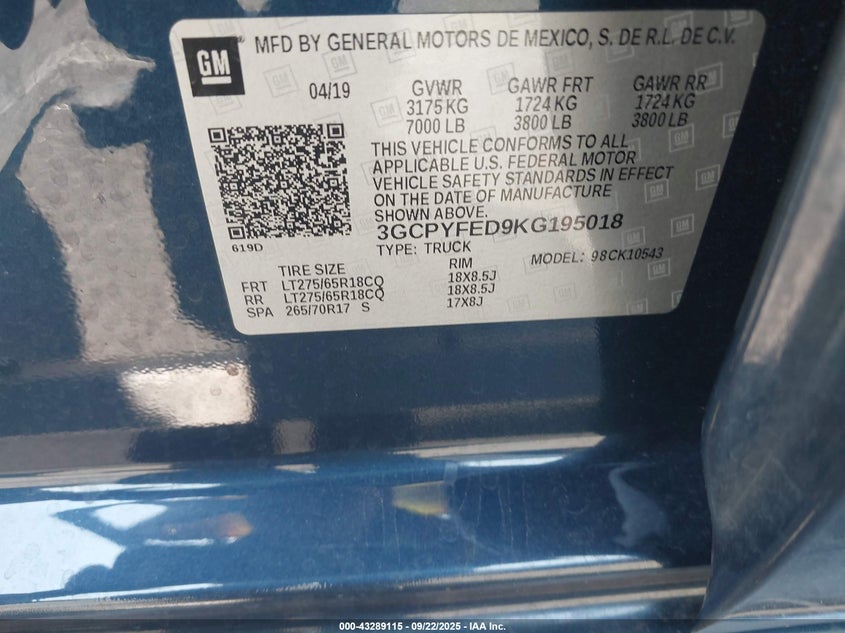 GM
MFD BY GENERAL MOTORS DE MEXICO, S. DE R.L. DE C.V.
04/19 GVWR GAWR FRT GAWR RR
3175 KG 1724 KG 1724 KG
7000 LB 3800 LB 3800 LB
THIS VEHICLE CONFORMS TO ALL
APPLICABLE U.S. FEDERAL MOTOR
VEHICLE SAFETY STANDARDS IN EFFECT
ON THE DATE OF MANUFACTURE
SHOWN ABOVE.
3GCPYFED9KG195018
619D
TYPE: TRUCK
MODEL: 98CK10543
TIRE SIZE RIM
FRT LT275/65R18CQ 18X8.5J
RR LT275/65R18CQ 18X8.5J
SPA 265/70R17 S 17X8J
000-43289115 - 09/22/2025 - IAA Inc.